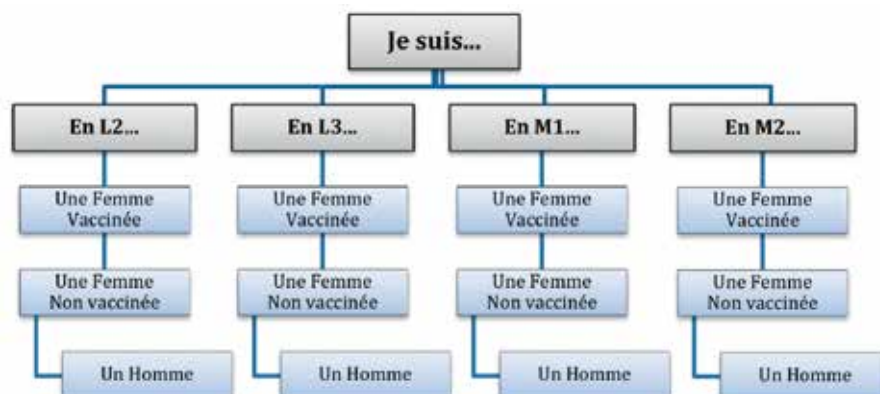 Je suis...
En L2...
En L3...
En M1...
En M2...
Une Femme
Vaccinée
Une Femme
Vaccinée
Une Femme
Vaccinée
Une Femme
Vaccinée
Une Femme
Non vaccinée
Une Femme
Non vaccinée
Une Femme
Non vaccinée
Une Femme
Non vaccinée
Un Homme
Un Homme
Un Homme
Un Homme